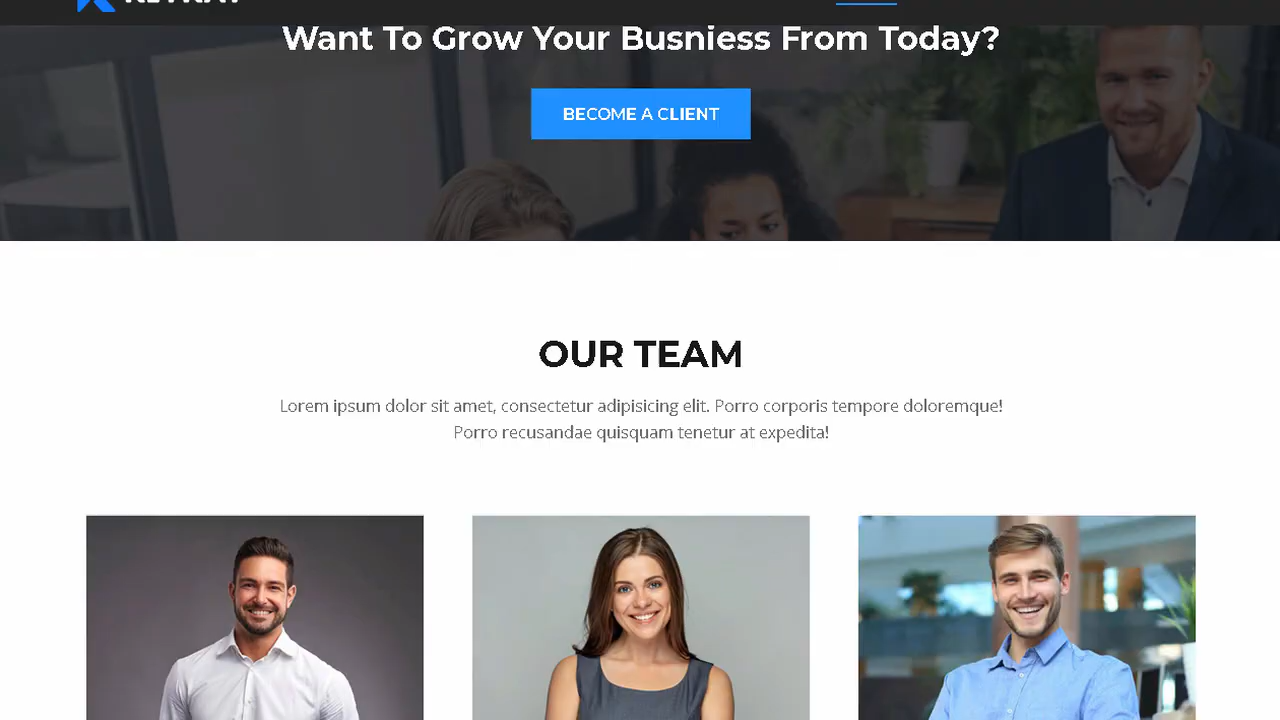 Want To Grow Your Busniess From Today?
BECOME A CLIENT
OUR TEAM
Lorem ipsum dolor sit amet, consectetur adipisicing elit. Porro corporis tempore doloremque!
Porro recusandae quisquam tenetur at expedita!